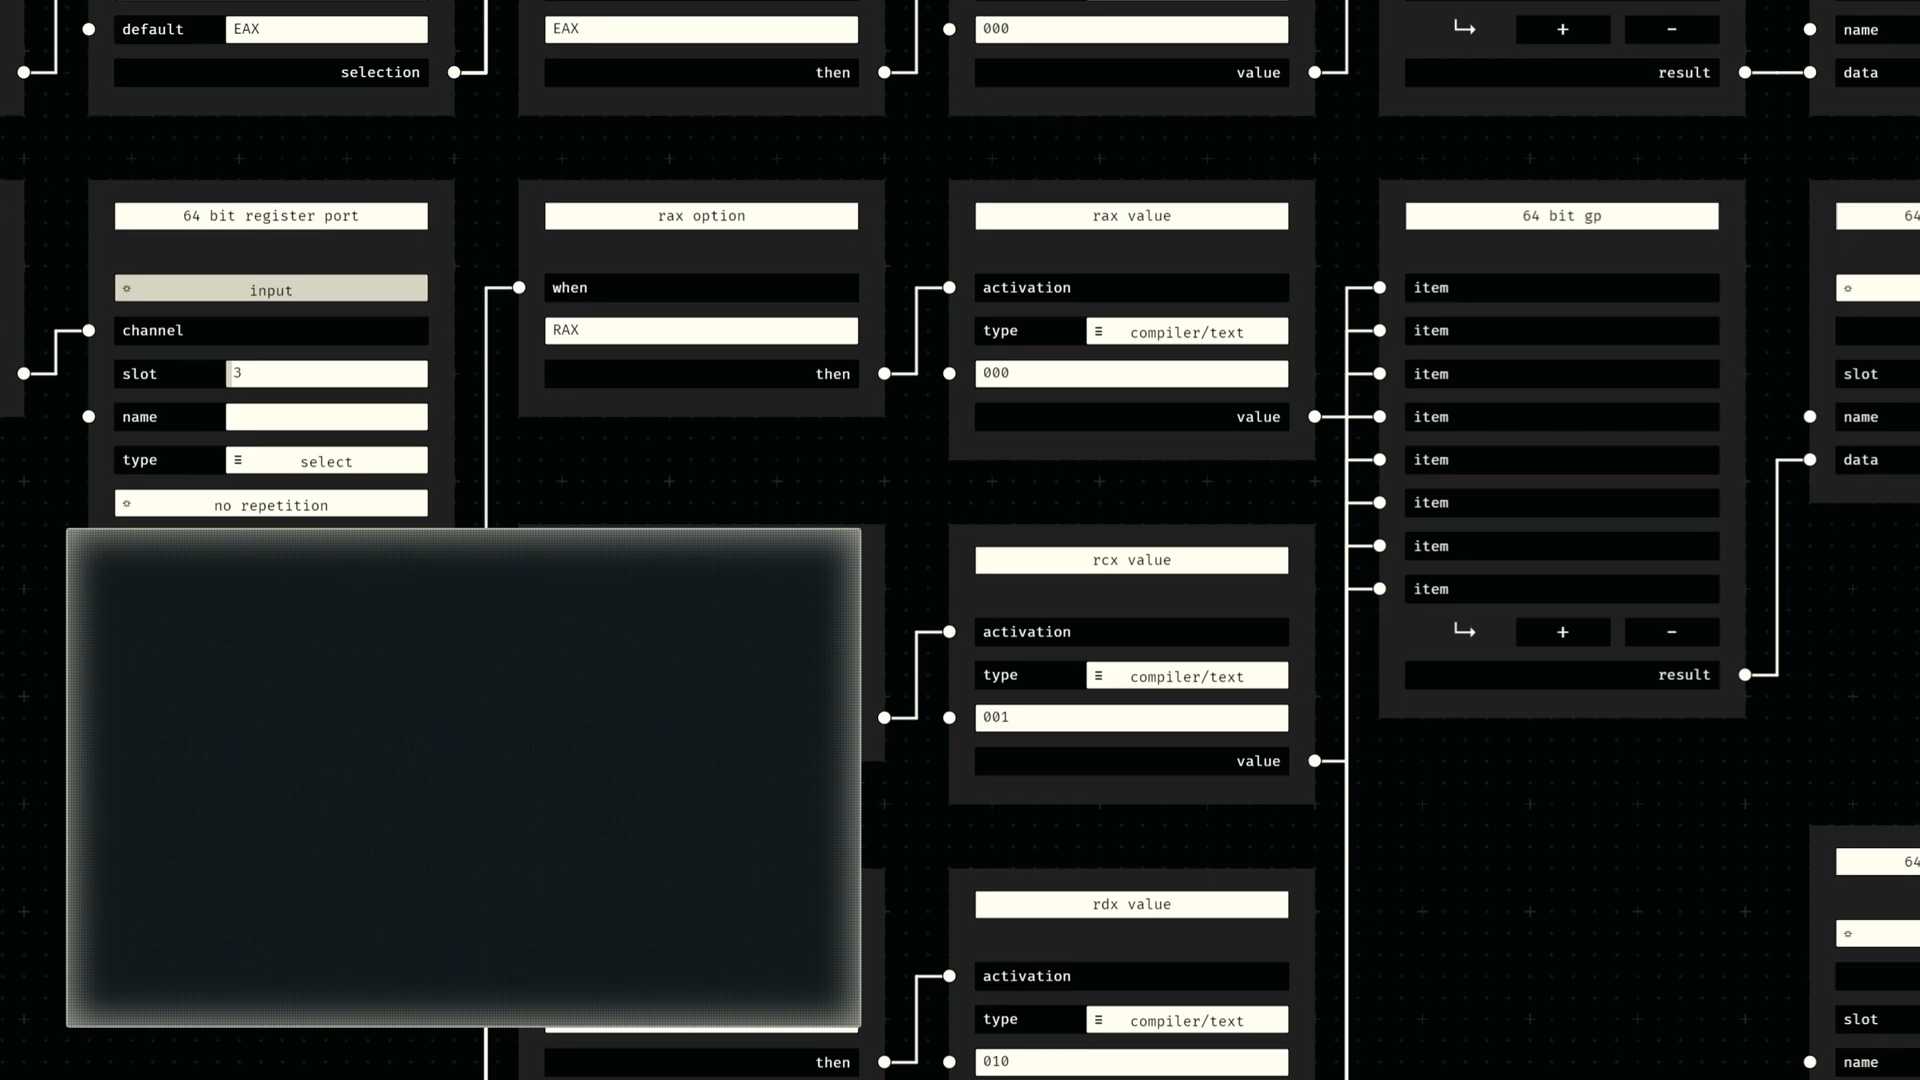 default EAX
selection
EAX
then
000
value
+ -
result
name
data
64 bit register port
input
channel
slot 3
name
type select
no repetition
rax option
when
RAX
then
rax value
activation
type compiler/text
000
value
64 bit gp
item
item
item
item
item
item
item
item
+ -
result
64
slot
name
data
rcx value
activation
type compiler/text
001
value
then
rdx value
activation
type compiler/text
010
64
slot
name